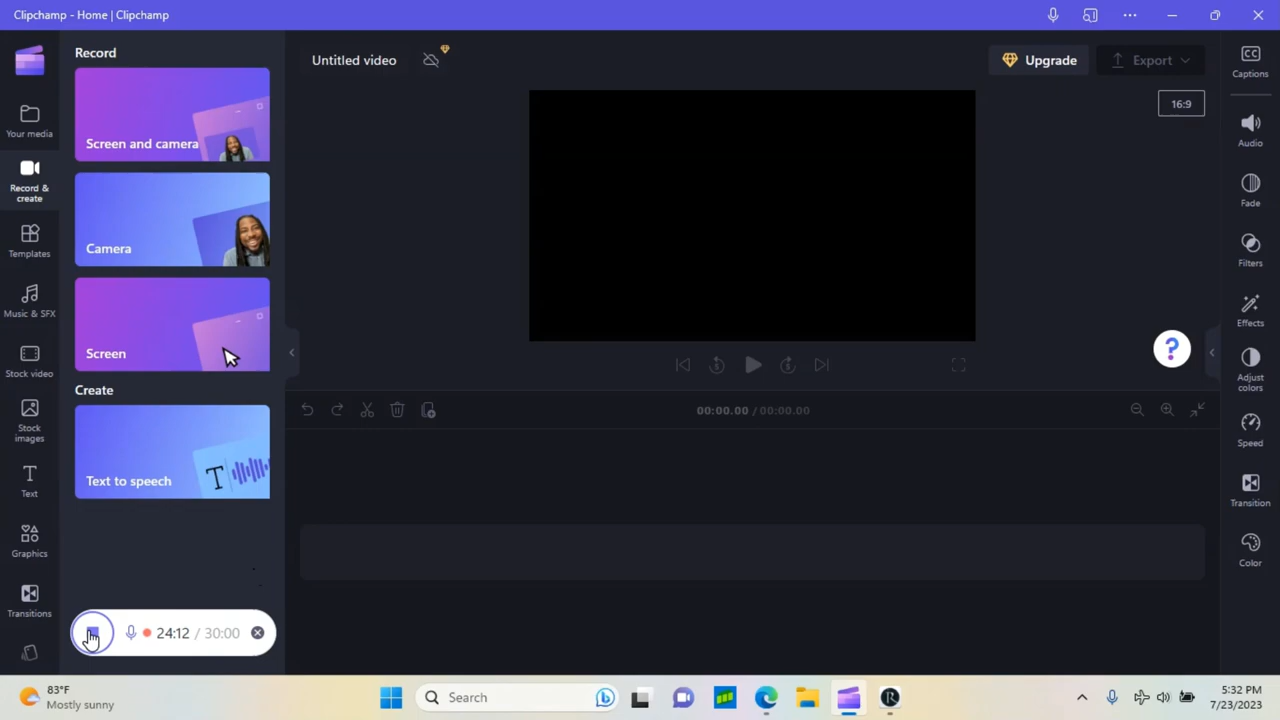 Clipchamp - Home | Clipchamp
Record
Screen and camera
Camera
Screen
Create
Text to speech
T
24:12 / 30:00
Your media
Record &
create
Templates
Music & SFX
Stock video
Stock
images
Text
Graphics
Transitions
Untitled video
Upgrade
Export
16:9
?
00:00.00 / 00:00.00
CC
Captions
Audio
Fade
Filters
Effects
Adjust
colors
Speed
Transition
Color
83°F
Mostly sunny
Search
5:32 PM
7/23/2023